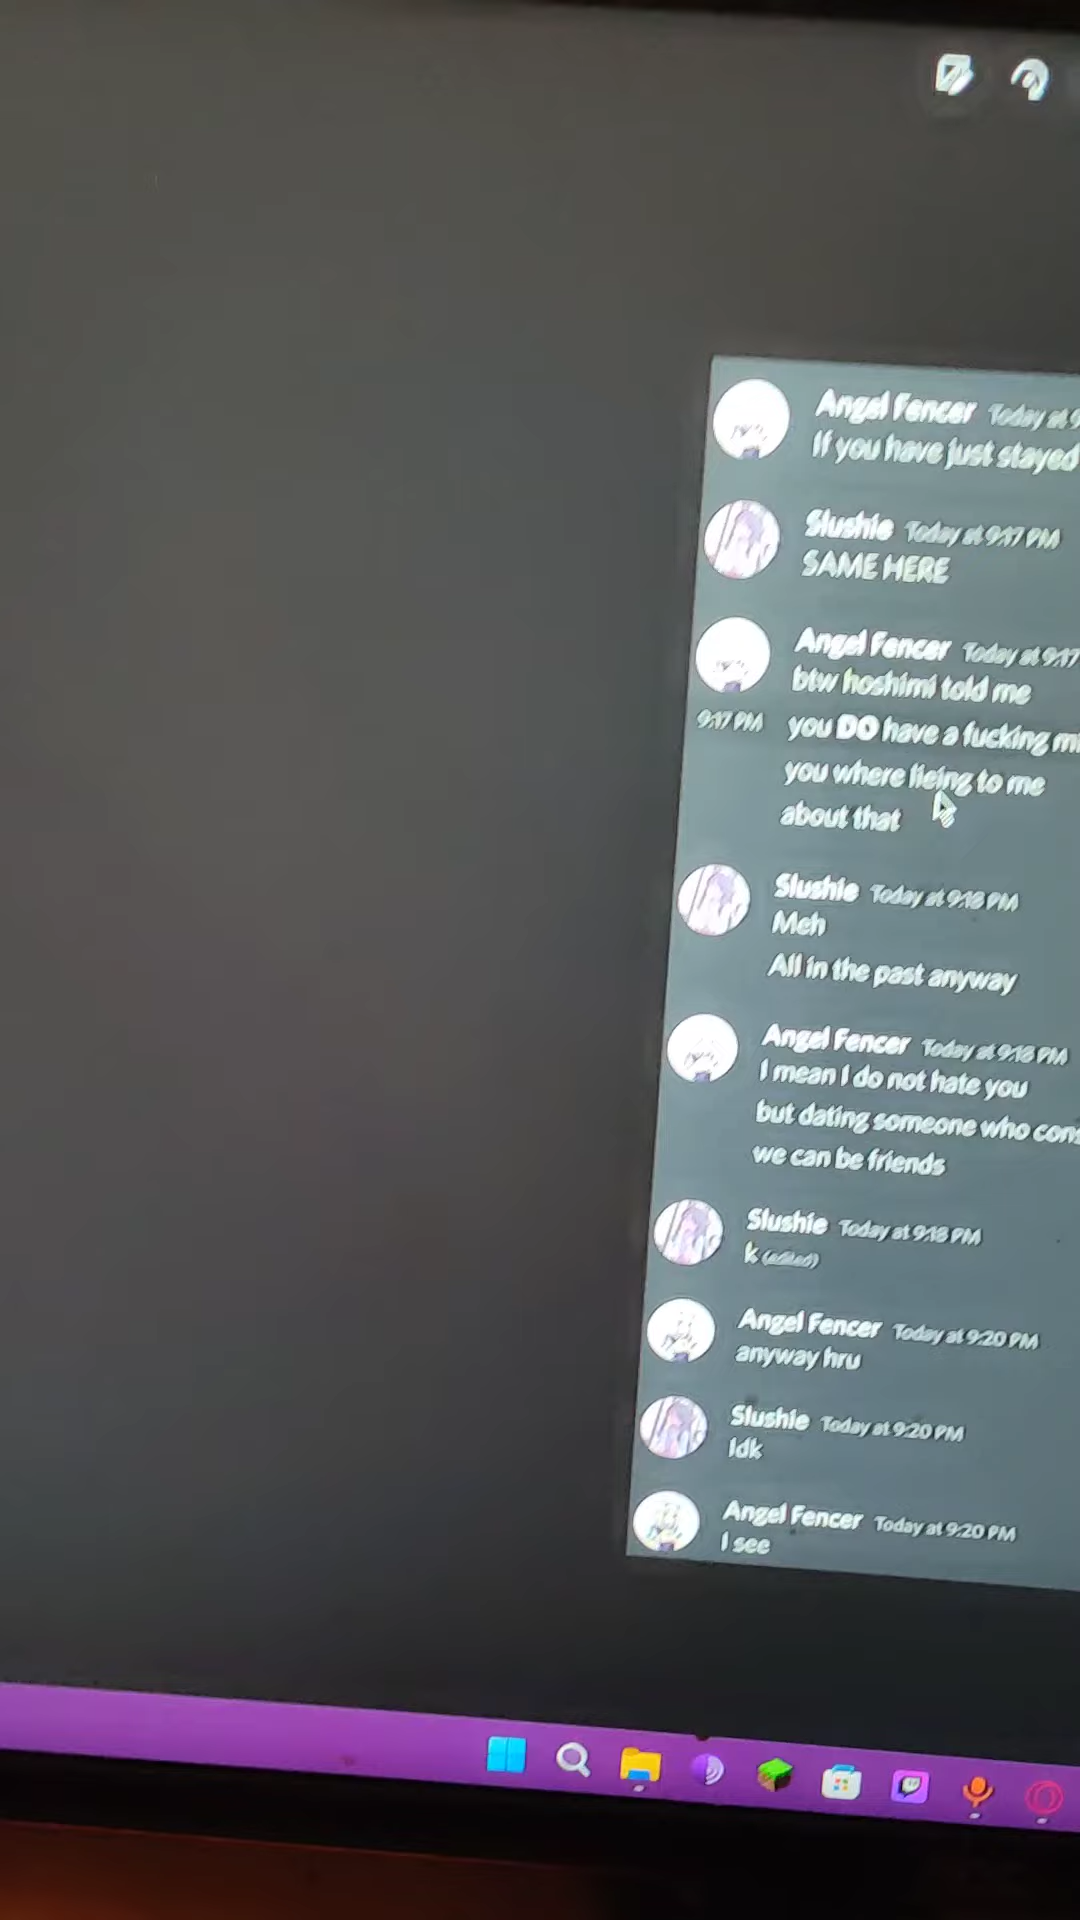 Angel Fencer Today at 9
If you have just stayed
Slushie Today at 9:17 PM
SAME HERE
Angel Fencer Today at 9:17
btw hoshimi told me
9:17 PM you DO have a fucking
you where lieing to me
about that
Slushie Today at 9:18 PM
Meh
All in the past anyway
Angel Fencer Today at 9:18 PM
I mean I do not hate you
but dating someone who cons
we can be friends
Slushie Today at 9:18 PM
k (edited)
Angel Fencer Today at 9:20 PM
anyway hru
Slushie Today at 9:20 PM
Idk
Angel Fencer Today at 9:20 PM
I see